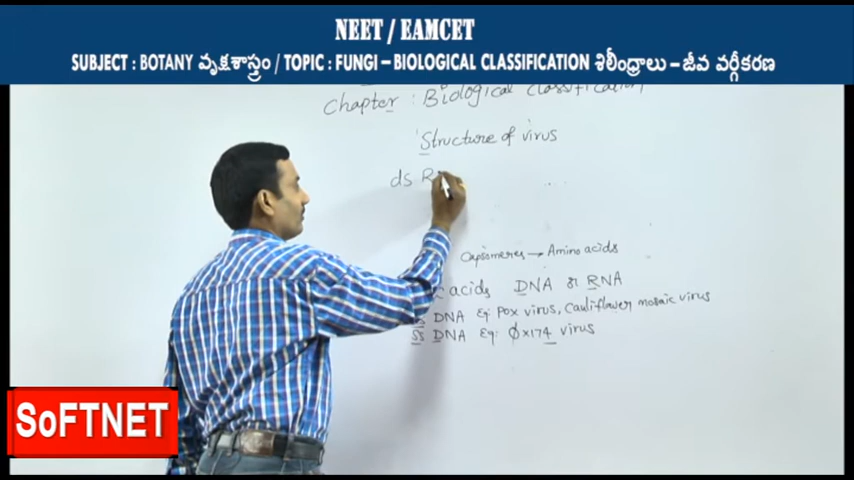 NEET / EAMCET
SUBJECT : BOTANY వృక్షశాస్త్రం / TOPIC : FUNGI – BIOLOGICAL CLASSIFICATION శిలీంధ్రాలు – జీవ వర్గీకరణ
Chapter : Biological Classification
Structure of virus
ds R
Capsomeres → Amino acids
acids DNA or RNA
DNA Eg: Pox virus, Cauliflower mosaic virus
SS DNA Eg: Ø×174 virus
SoFTNET